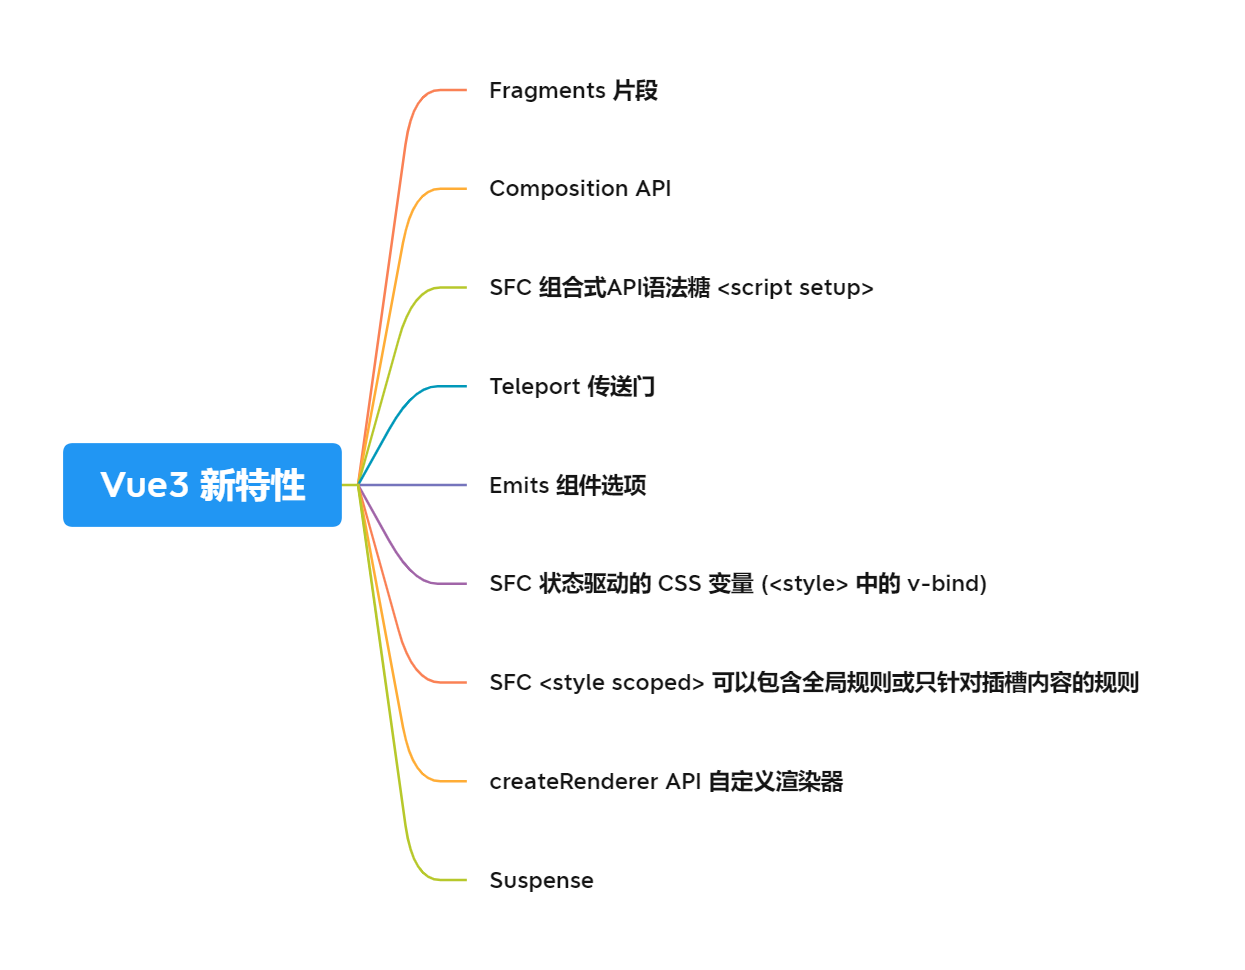 Fragments 片段
Composition API
SFC 组合式API语法糖 <script setup>
Teleport 传送门
Vue3 新特性
Emits 组件选项
SFC 状态驱动的 CSS 变量 (<style> 中的 v-bind)
SFC <style scoped> 可以包含全局规则或只针对插槽内容的规则
createRenderer API 自定义渲染器
Suspense